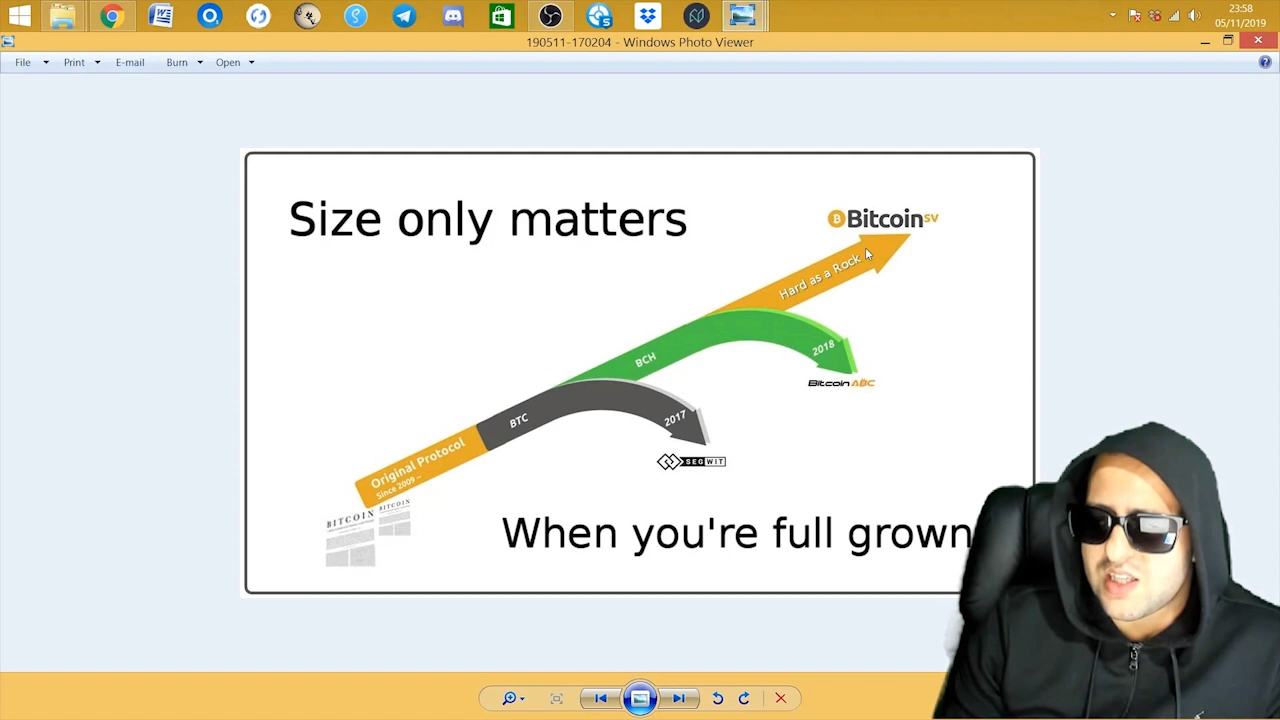 23:58
05/11/2019
190511-170204 - Windows Photo Viewer
File Print E-mail Burn Open
Size only matters
Bitcoin SV
Hard as a Rock
BCH
2018
Bitcoin ABC
BTC
2017
SEGWIT
Original Protocol
Since 2009 ~
BITCOIN
BITCOIN
When you're full grown